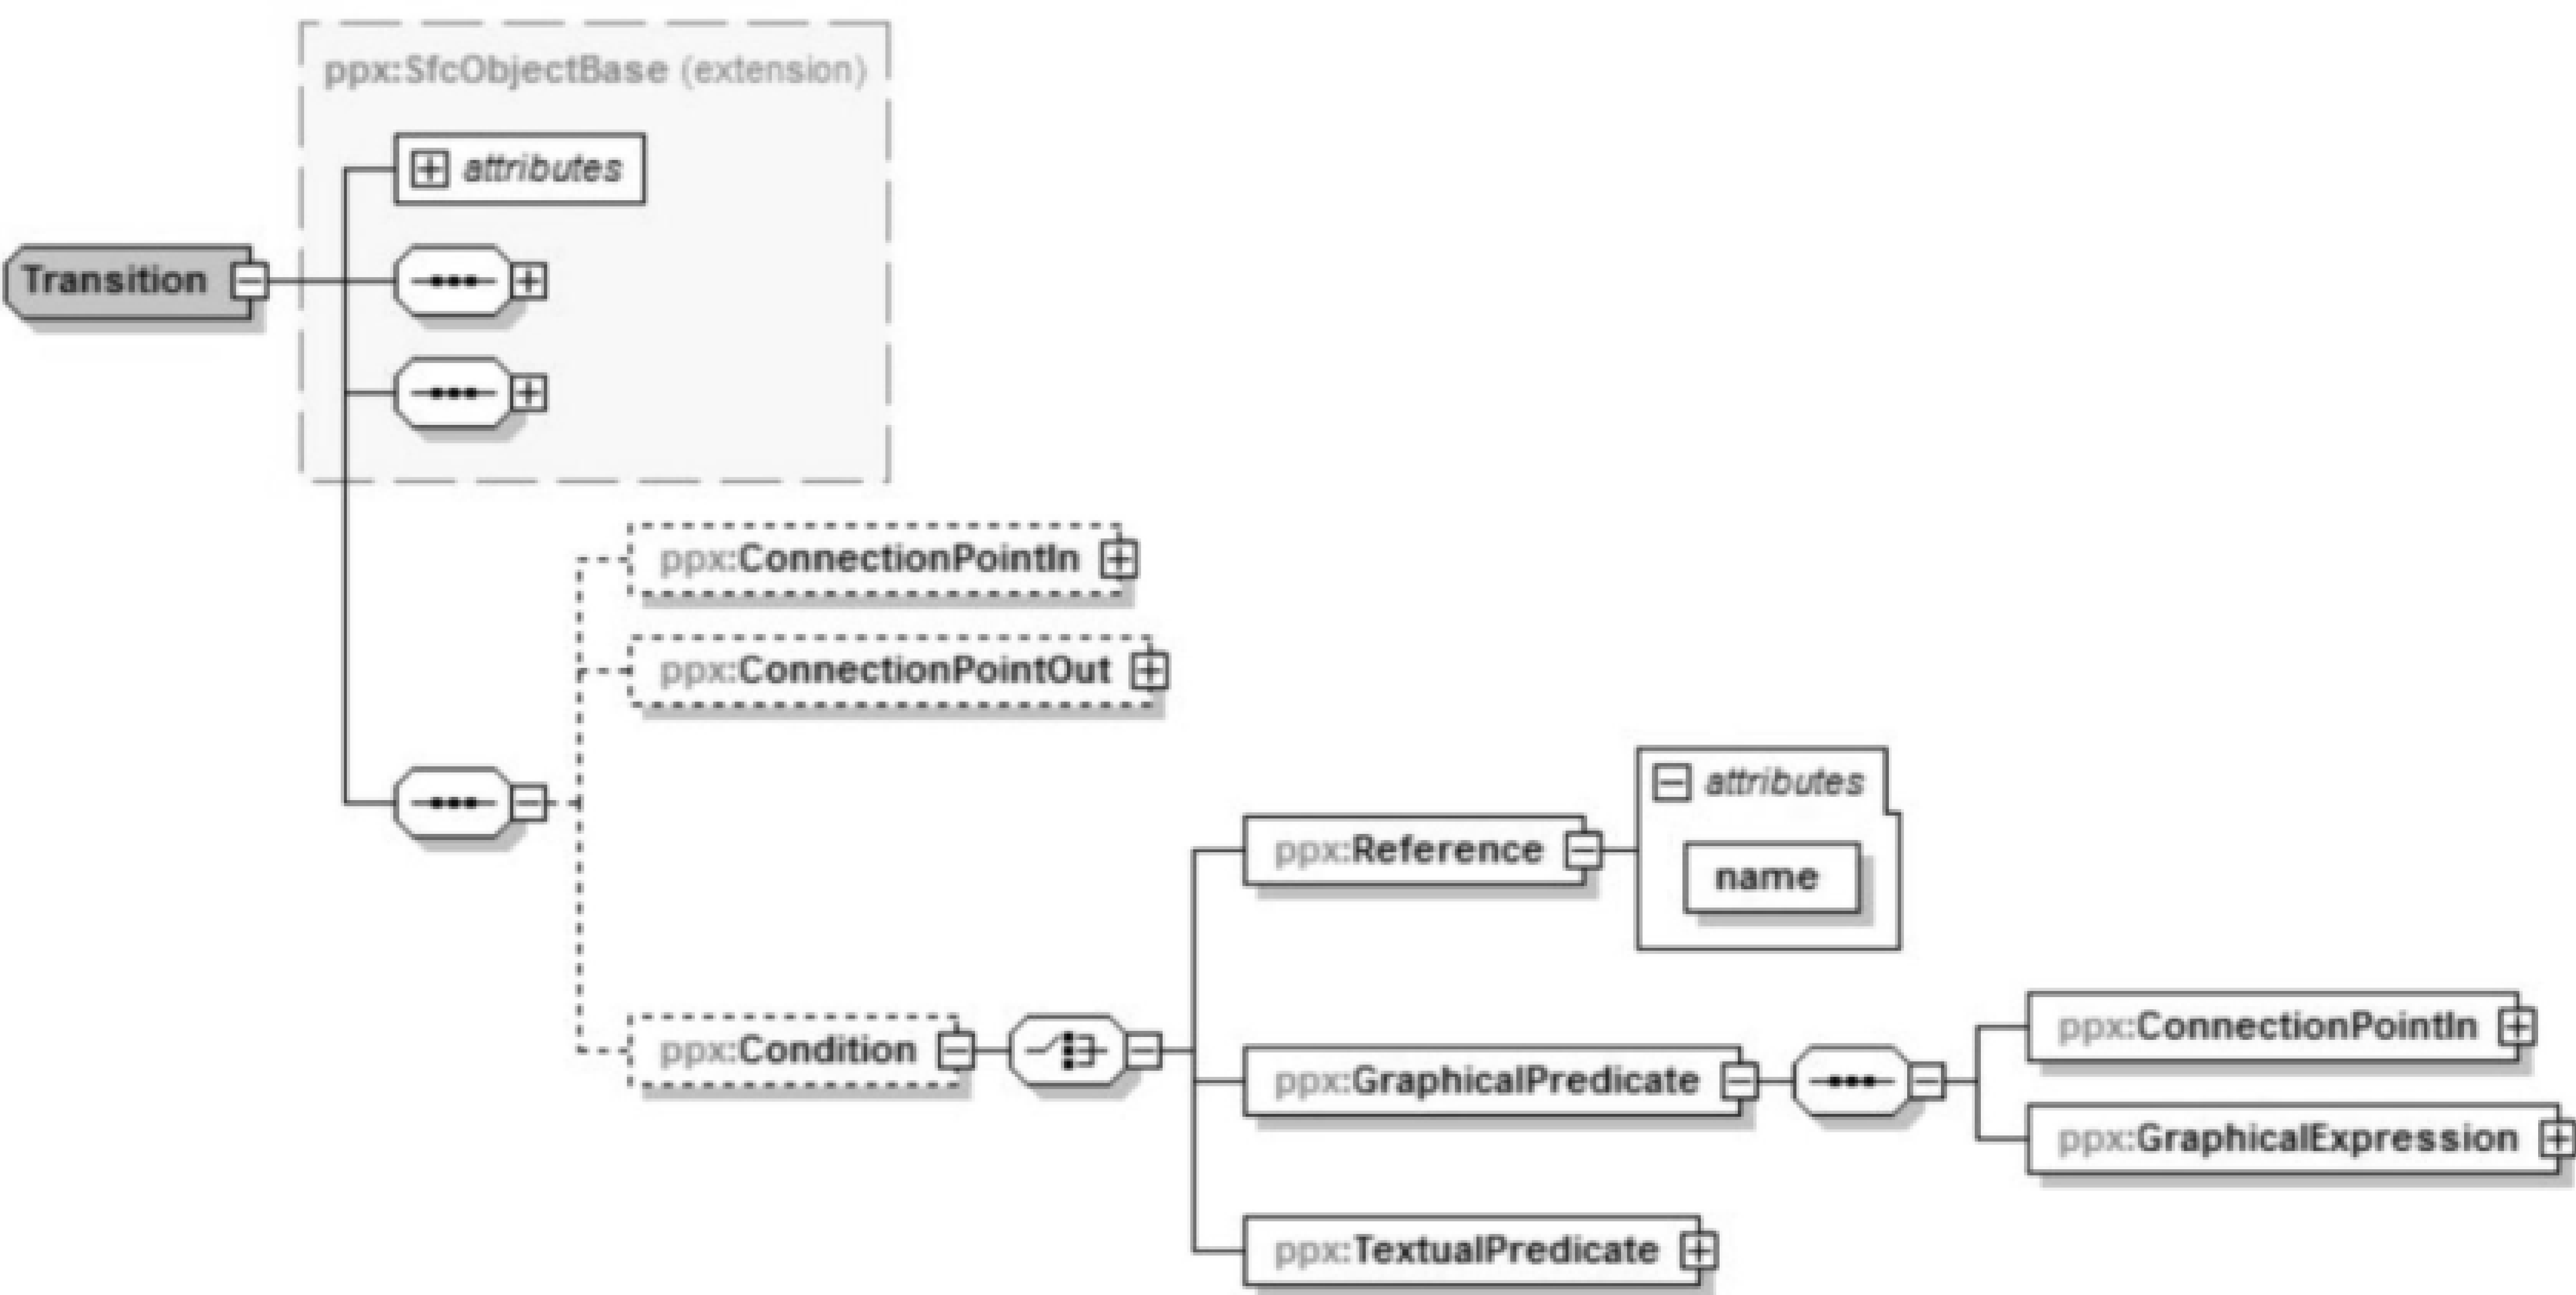 ppx:SfcObjectBase (extension)
attributes
Transition
ppx:ConnectionPointIn
ppx:ConnectionPointOut
attributes
ppx:Reference
name
ppx:Condition
ppx:ConnectionPointIn
ppx:GraphicalPredicate
ppx:GraphicalExpression
ppx:TextualPredicate